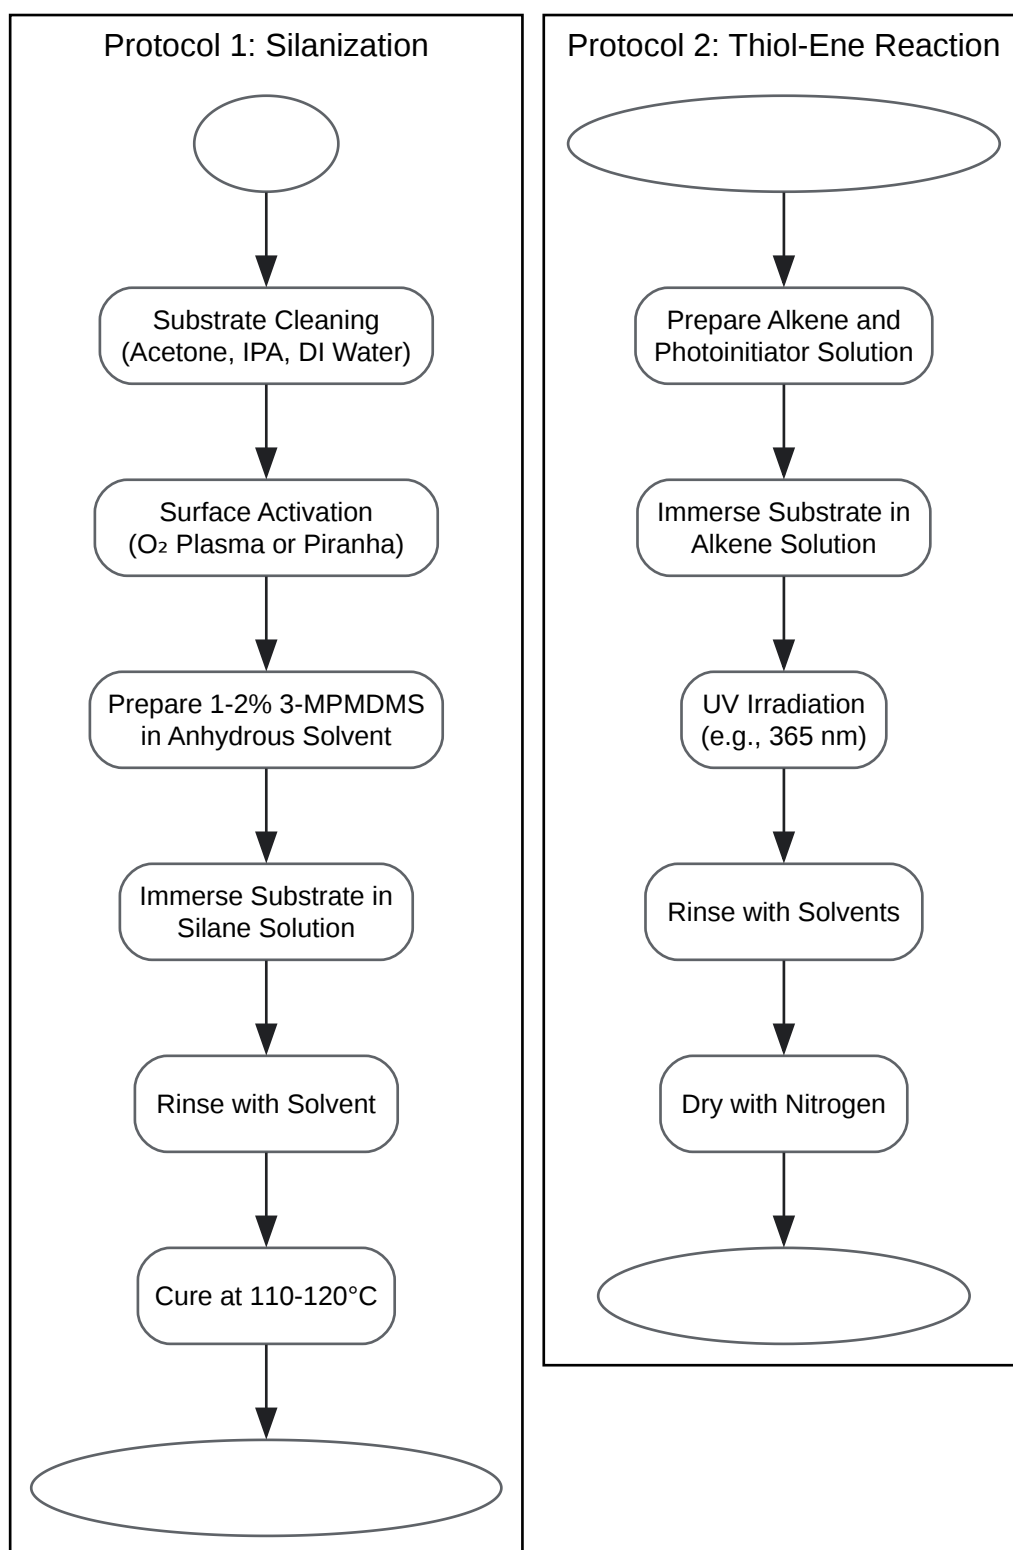 Protocol 1: Silanization
Substrate Cleaning
(Acetone, IPA, DI Water)
Surface Activation
(O₂ Plasma or Piranha)
Prepare 1-2% 3-MPMDMS
in Anhydrous Solvent
Immerse Substrate in
Silane Solution
Rinse with Solvent
Cure at 110-120°C
Protocol 2: Thiol-Ene Reaction
Prepare Alkene and
Photoinitiator Solution
Immerse Substrate in
Alkene Solution
UV Irradiation
(e.g., 365 nm)
Rinse with Solvents
Dry with Nitrogen